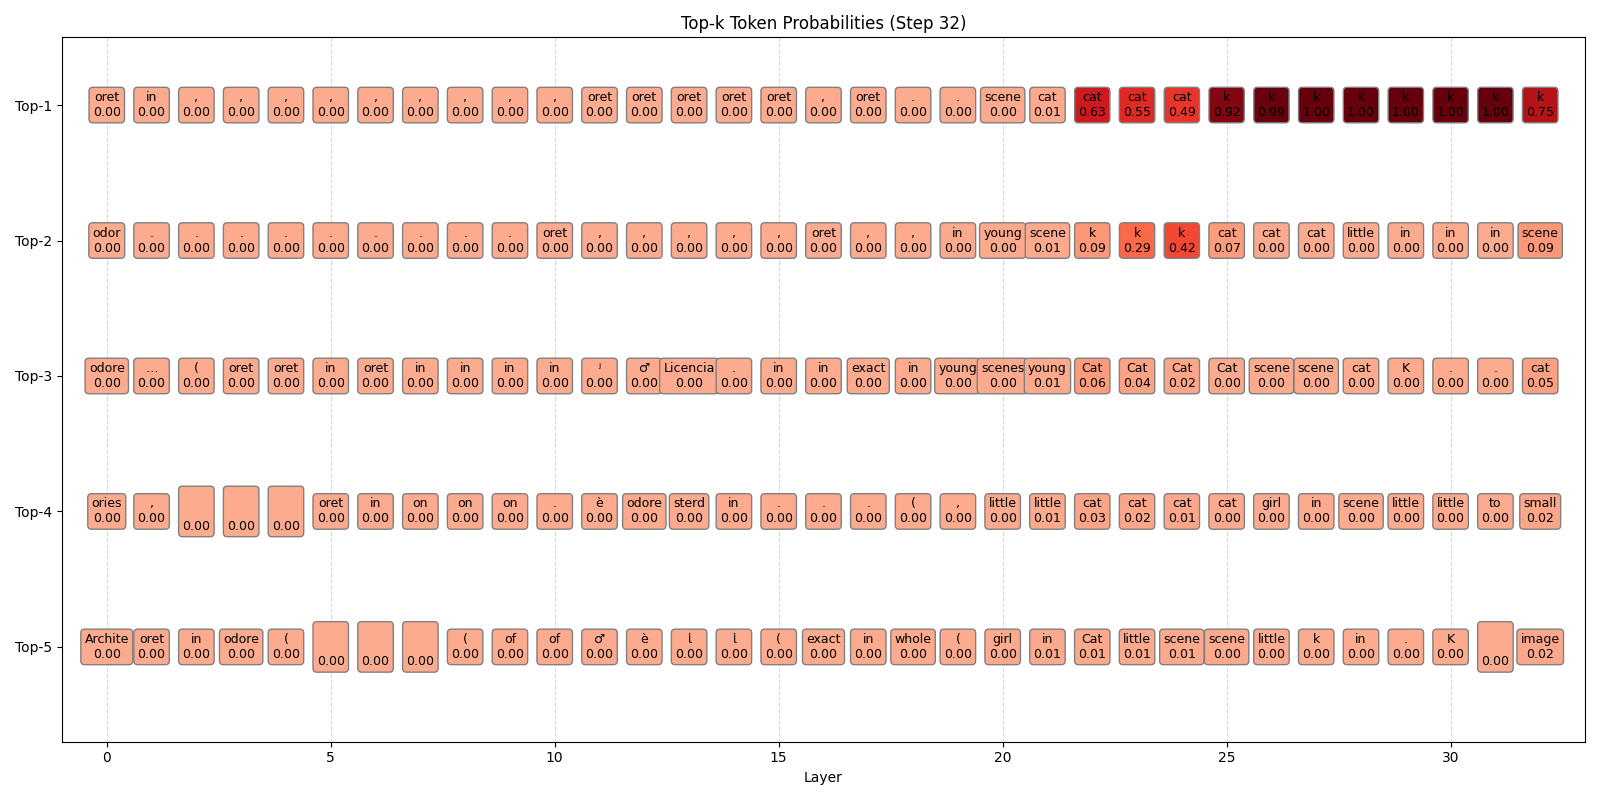 Top-k Token Probabilities (Step 32)
Top-1 oret in , , , , , , , , , oret oret oret oret oret , oret . . scene cat cat cat cat k k k k k k k k
0.00 0.00 0.00 0.00 0.00 0.00 0.00 0.00 0.00 0.00 0.00 0.00 0.00 0.00 0.00 0.00 0.00 0.00 0.00 0.00 0.00 0.01 0.63 0.55 0.49 0.92 0.99 1.00 1.00 1.00 1.00 1.00 0.75
Top-2 odor . . . . . . . . . oret , , , , , oret , , in young scene k k k cat cat cat little in in in scene
0.00 0.00 0.00 0.00 0.00 0.00 0.00 0.00 0.00 0.00 0.00 0.00 0.00 0.00 0.00 0.00 0.00 0.00 0.00 0.00 0.00 0.01 0.09 0.29 0.42 0.07 0.00 0.00 0.00 0.00 0.00 0.00 0.09
Top-3 odore ... ( oret oret in oret in in in in ♂ Licencia . in in exact in young scenes young Cat Cat Cat Cat scene scene cat K . . cat
0.00 0.00 0.00 0.00 0.00 0.00 0.00 0.00 0.00 0.00 0.00 0.00 0.00 0.00 0.00 0.00 0.00 0.00 0.00 0.00 0.00 0.01 0.06 0.04 0.02 0.00 0.00 0.00 0.00 0.00 0.00 0.00 0.05
Top-4 ories , oret in on on on . è odore sterd in . . . ( , little little cat cat cat cat girl in scene little little to small
0.00 0.00 0.00 0.00 0.00 0.00 0.00 0.00 0.00 0.00 0.00 0.00 0.00 0.00 0.00 0.00 0.00 0.00 0.00 0.00 0.00 0.01 0.03 0.02 0.01 0.00 0.00 0.00 0.00 0.00 0.00 0.00 0.02
Top-5 Archite oret in odore ( ( of of ♂ è ( exact in whole ( girl in Cat little scene scene little k in . K image
0.00 0.00 0.00 0.00 0.00 0.00 0.00 0.00 0.00 0.00 0.00 0.00 0.00 0.00 0.00 0.00 0.00 0.00 0.00 0.00 0.00 0.01 0.01 0.01 0.01 0.00 0.00 0.00 0.00 0.00 0.00 0.00 0.02
0 5 10 15 20 25 30
Layer